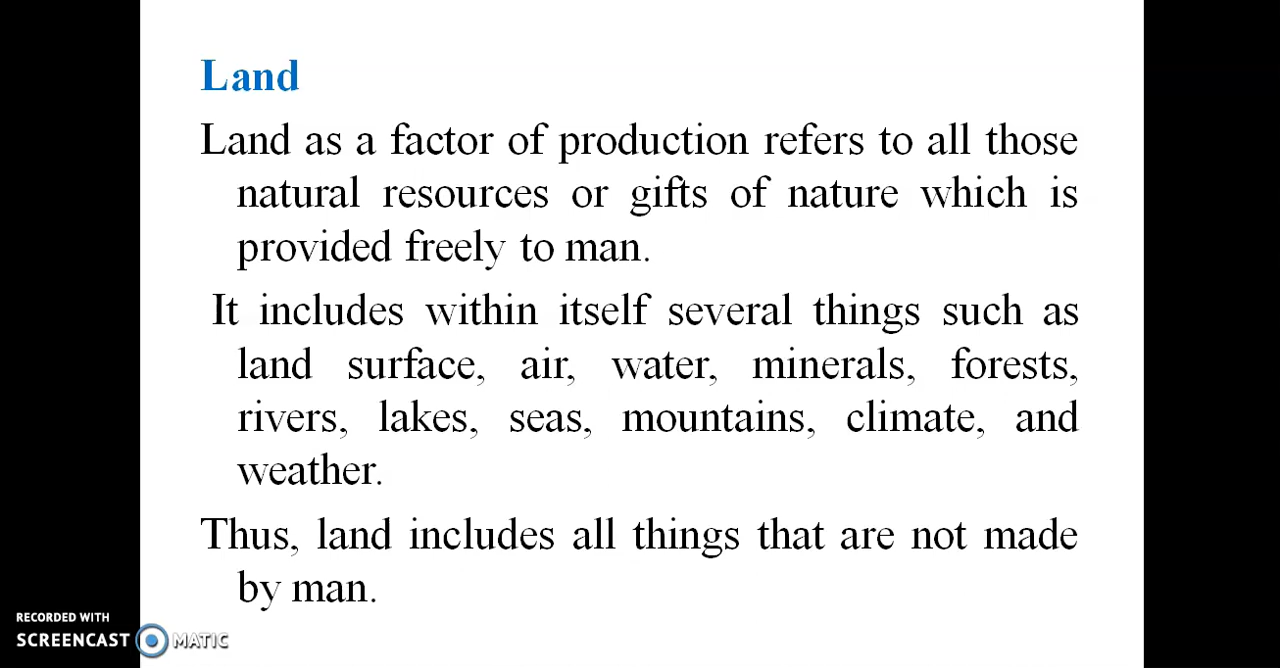 Land
Land as a factor of production refers to all those
natural resources or gifts of nature which is
provided freely to man.
It includes within itself several things such as
land surface, air, water, minerals, forests,
rivers, lakes, seas, mountains, climate, and
weather.
Thus, land includes all things that are not made
by man.
RECORDED WITH
SCREENCAST MATIC